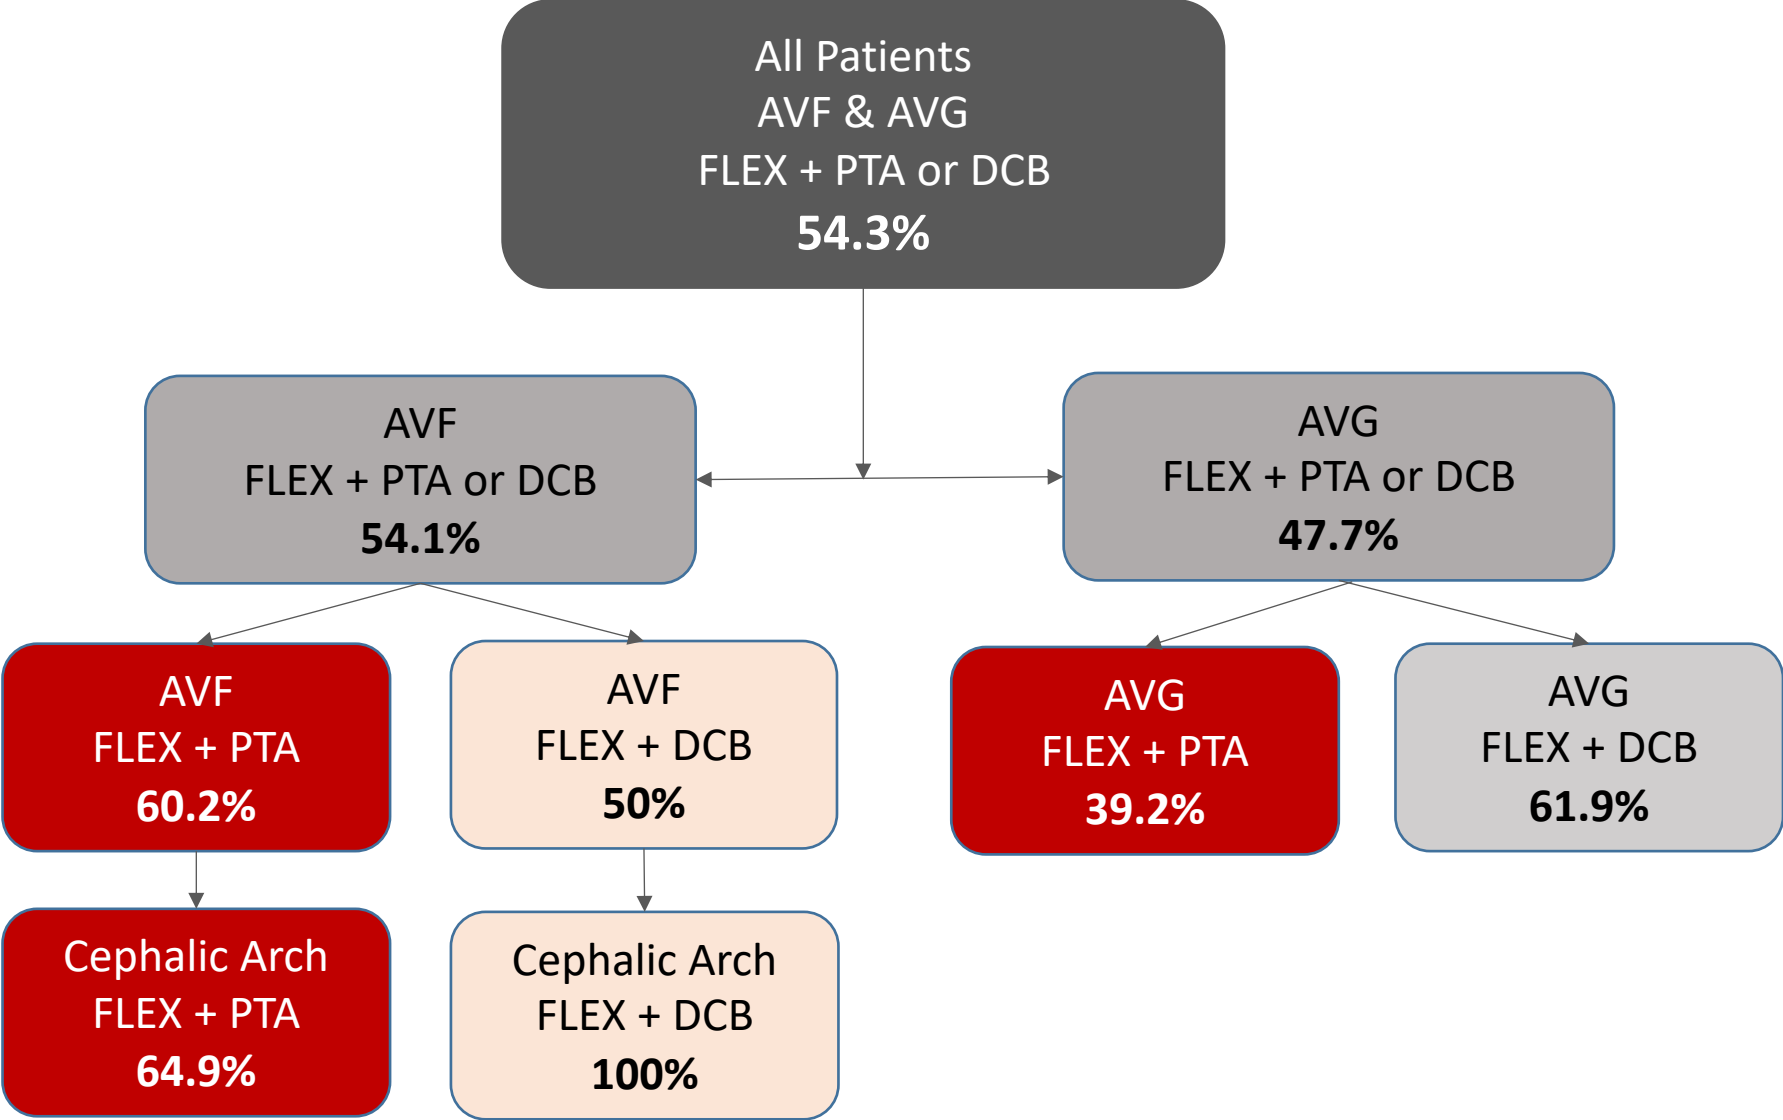 All Patients
AVF & AVG
FLEX + PTA or DCB
54.3%
AVF
FLEX + PTA or DCB
54.1%
AVG
FLEX + PTA or DCB
47.7%
AVF
FLEX + PTA
60.2%
AVF
FLEX + DCB
50%
AVG
FLEX + PTA
39.2%
AVG
FLEX + DCB
61.9%
Cephalic Arch
FLEX + PTA
64.9%
Cephalic Arch
FLEX + DCB
100%